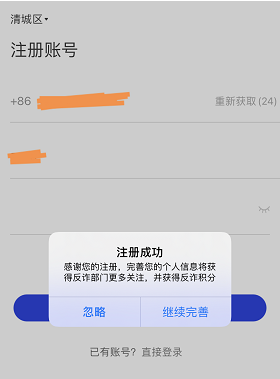 清城区
注册账号
+86 重新获取(24)
注册成功
感谢您的注册，完善您的个人信息将获
得反诈部门更多关注，并获得反诈积分
忽略 继续完善
已有账号？直接登录